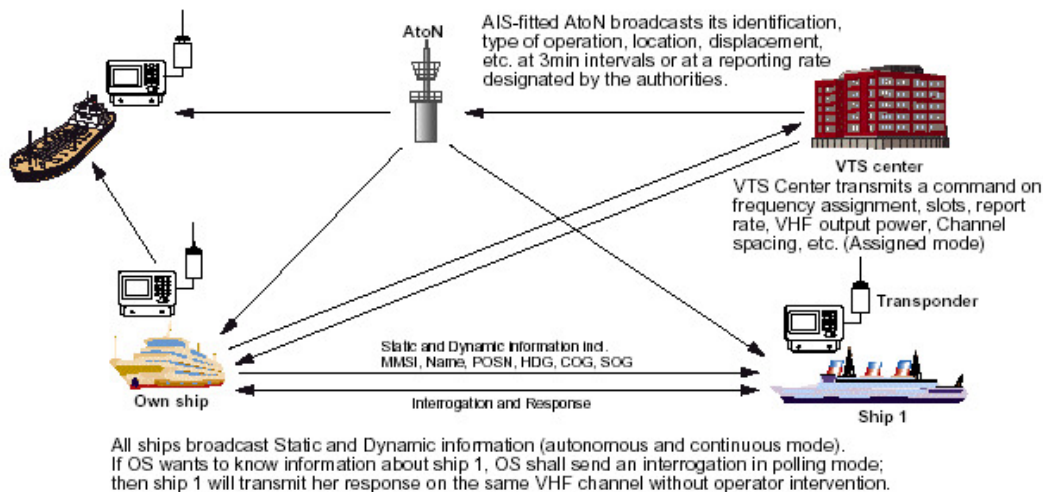 AtoN
AIS-fitted AtoN broadcasts its identification,
type of operation, location, displacement,
etc. at 3min intervals or at a reporting rate
designated by the authorities.
VTS center
VTS Center transmits a command on
frequency assignment, slots, report
rate, VHF output power, Channel
spacing, etc. (Assigned mode)
Transponder
Static and Dynamic Information incl.
MMSI, Name, POSN, HDG, COG, SOG
Interrogation and Response
Own ship
Ship 1
All ships broadcast Static and Dynamic information (autonomous and continuous mode).
If OS wants to know information about ship 1, OS shall send an interrogation in polling mode;
then ship 1 will transmit her response on the same VHF channel without operator intervention.